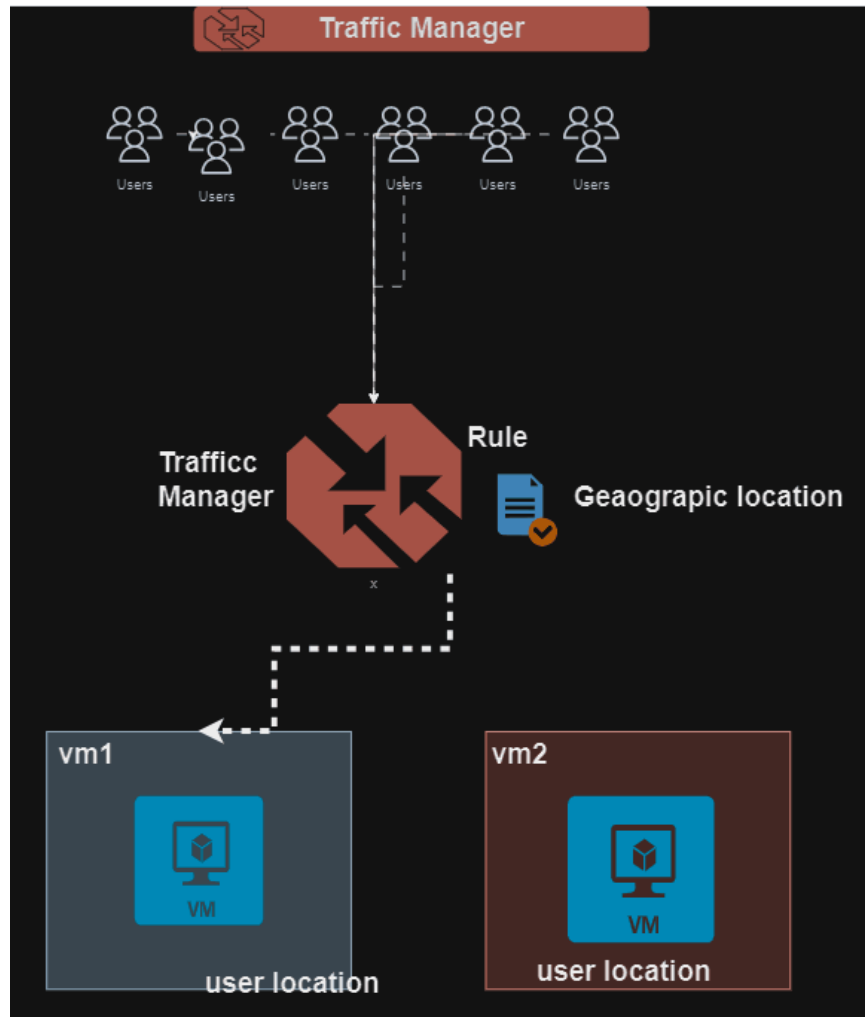 Traffic Manager
Users
Users
Users
Users
Users
Users
Trafficc
Manager
Rule
Geaograpic location
x
vm1
VM
user location
vm2
VM
user location